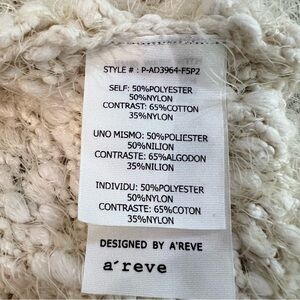 STYLE # : P-AD3964-F5P2
SELF: 50%POLYESTER
50%NYLON
CONTRAST: 65%COTTON
35%NYLON
UNO MISMO: 50%POLIESTER
50%NILION
CONTRASTE: 65%ALGODON
35%NILION
INDIVIDU: 50%POLYESTER
50%NYLON
CONTRASTE: 65%COTON
35%NYLON
DESIGNED BY A'REVE
a´reve